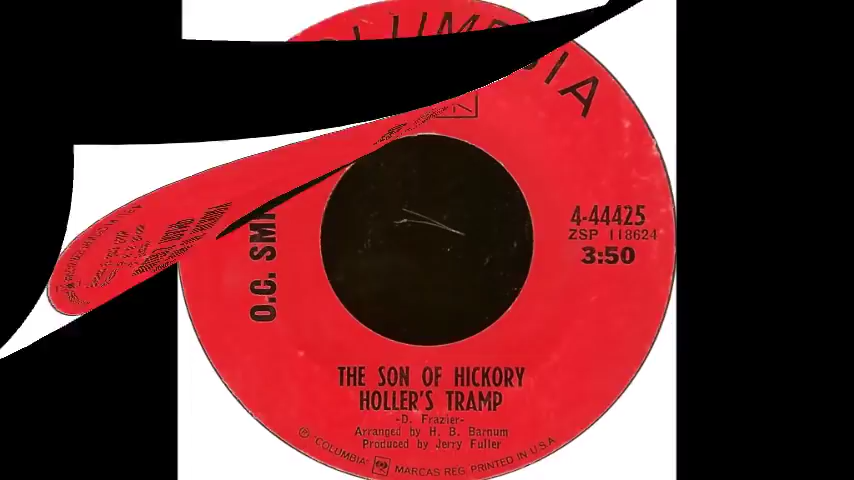 COLUMBIA
4-44425
ZSP 118624
3:50
O.C. SMI
THE SON OF HICKORY
HOLLER'S TRAMP
-D. Frazier-
Arranged by H. B. Barnum
Produced by Jerry Fuller
℗ "COLUMBIA" MARCAS REG. PRINTED IN U.S.A.